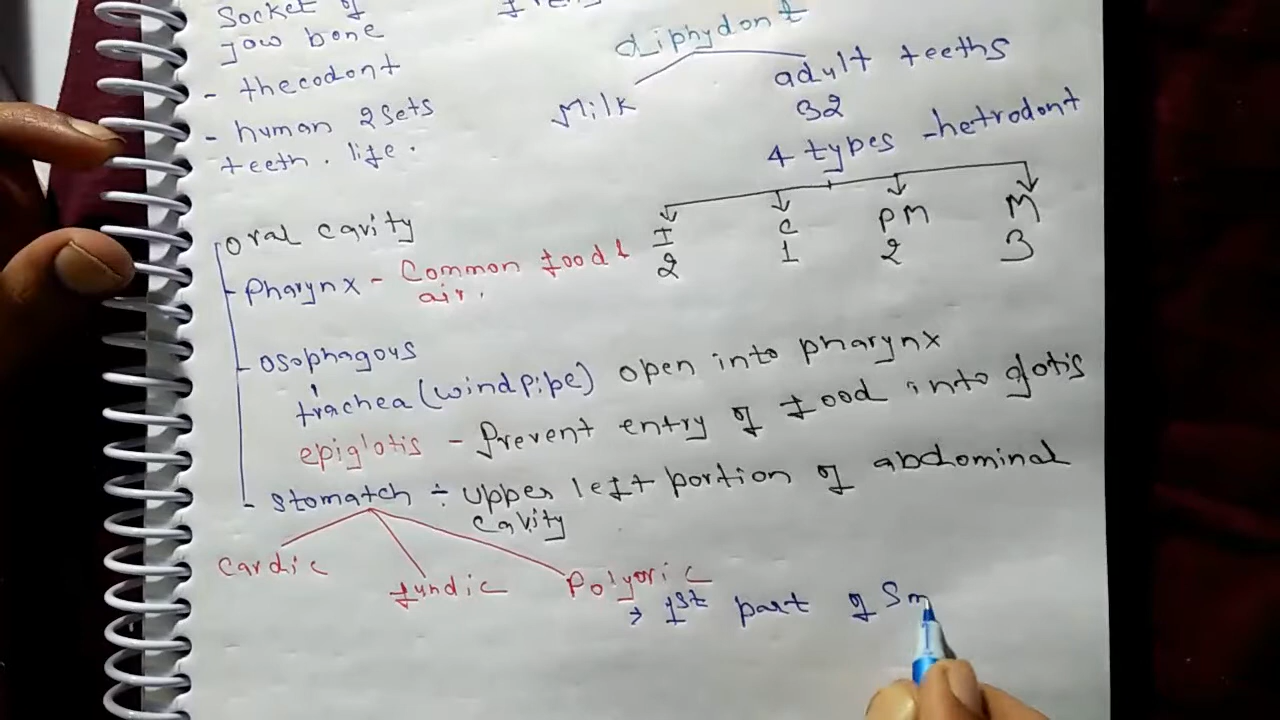 Socket of
jow bone
- thecodont
- human 2 sets
teeth. life.
diphydont
Milk
adult teeths
32
4 types - hetrodont
I C PM M
2 1 2 3
oral cavity
- Pharynx - Common food &
air.
- osophagous
trachea (windpipe) open into pharynx
epiglotis - Prevent entry of food into glotis
- stomatch ÷ upper left portion of abdominal
cavity
Cardic
fundic
Polyoric
→ 1st part of Sm